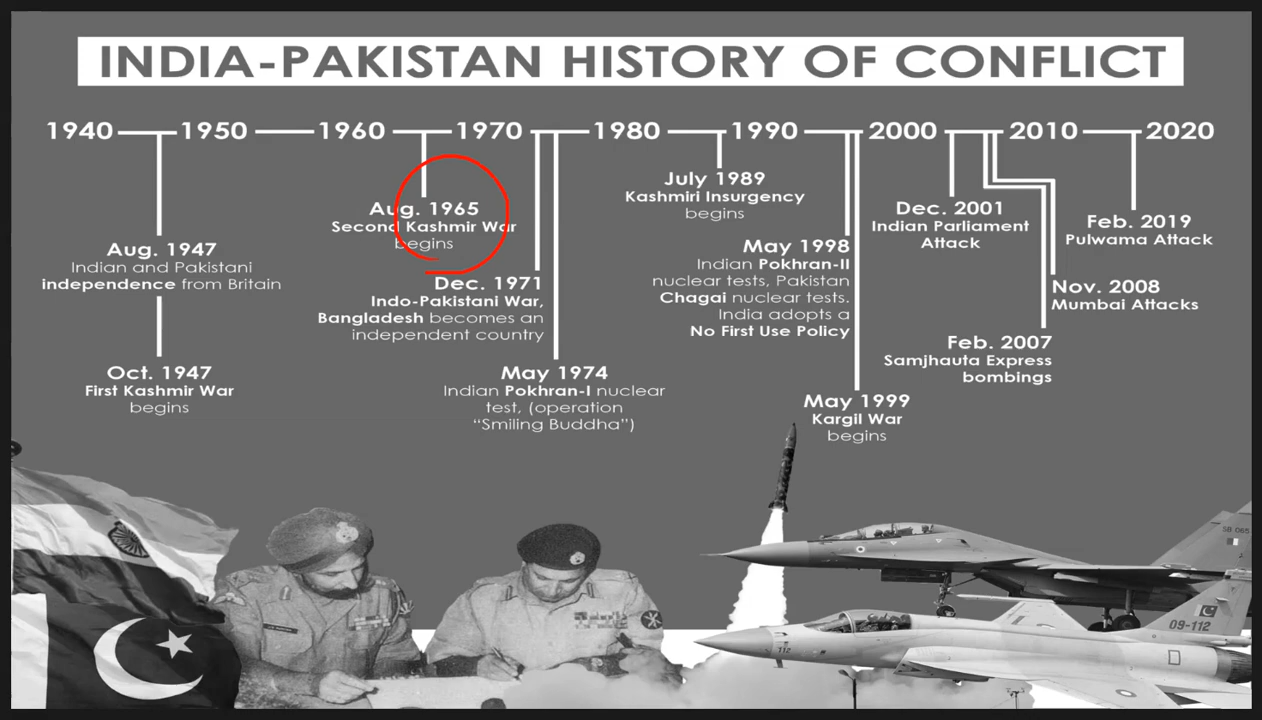 INDIA-PAKISTAN HISTORY OF CONFLICT
1940 1950 1960 1970 1980 1990 2000 2010 2020
Aug. 1947
Indian and Pakistani
independence from Britain
Oct. 1947
First Kashmir War
begins
Aug. 1965
Second Kashmir War
begins
Dec. 1971
Indo-Pakistani War,
Bangladesh becomes an
independent country
May 1974
Indian Pokhran-I nuclear
test, (operation
“Smiling Buddha”)
July 1989
Kashmiri Insurgency
begins
May 1998
Indian Pokhran-II
nuclear tests, Pakistan
Chagai nuclear tests.
India adopts a
No First Use Policy
May 1999
Kargil War
begins
Dec. 2001
Indian Parliament
Attack
Feb. 2007
Samjhauta Express
bombings
Nov. 2008
Mumbai Attacks
Feb. 2019
Pulwama Attack
SB 065
09-112
112